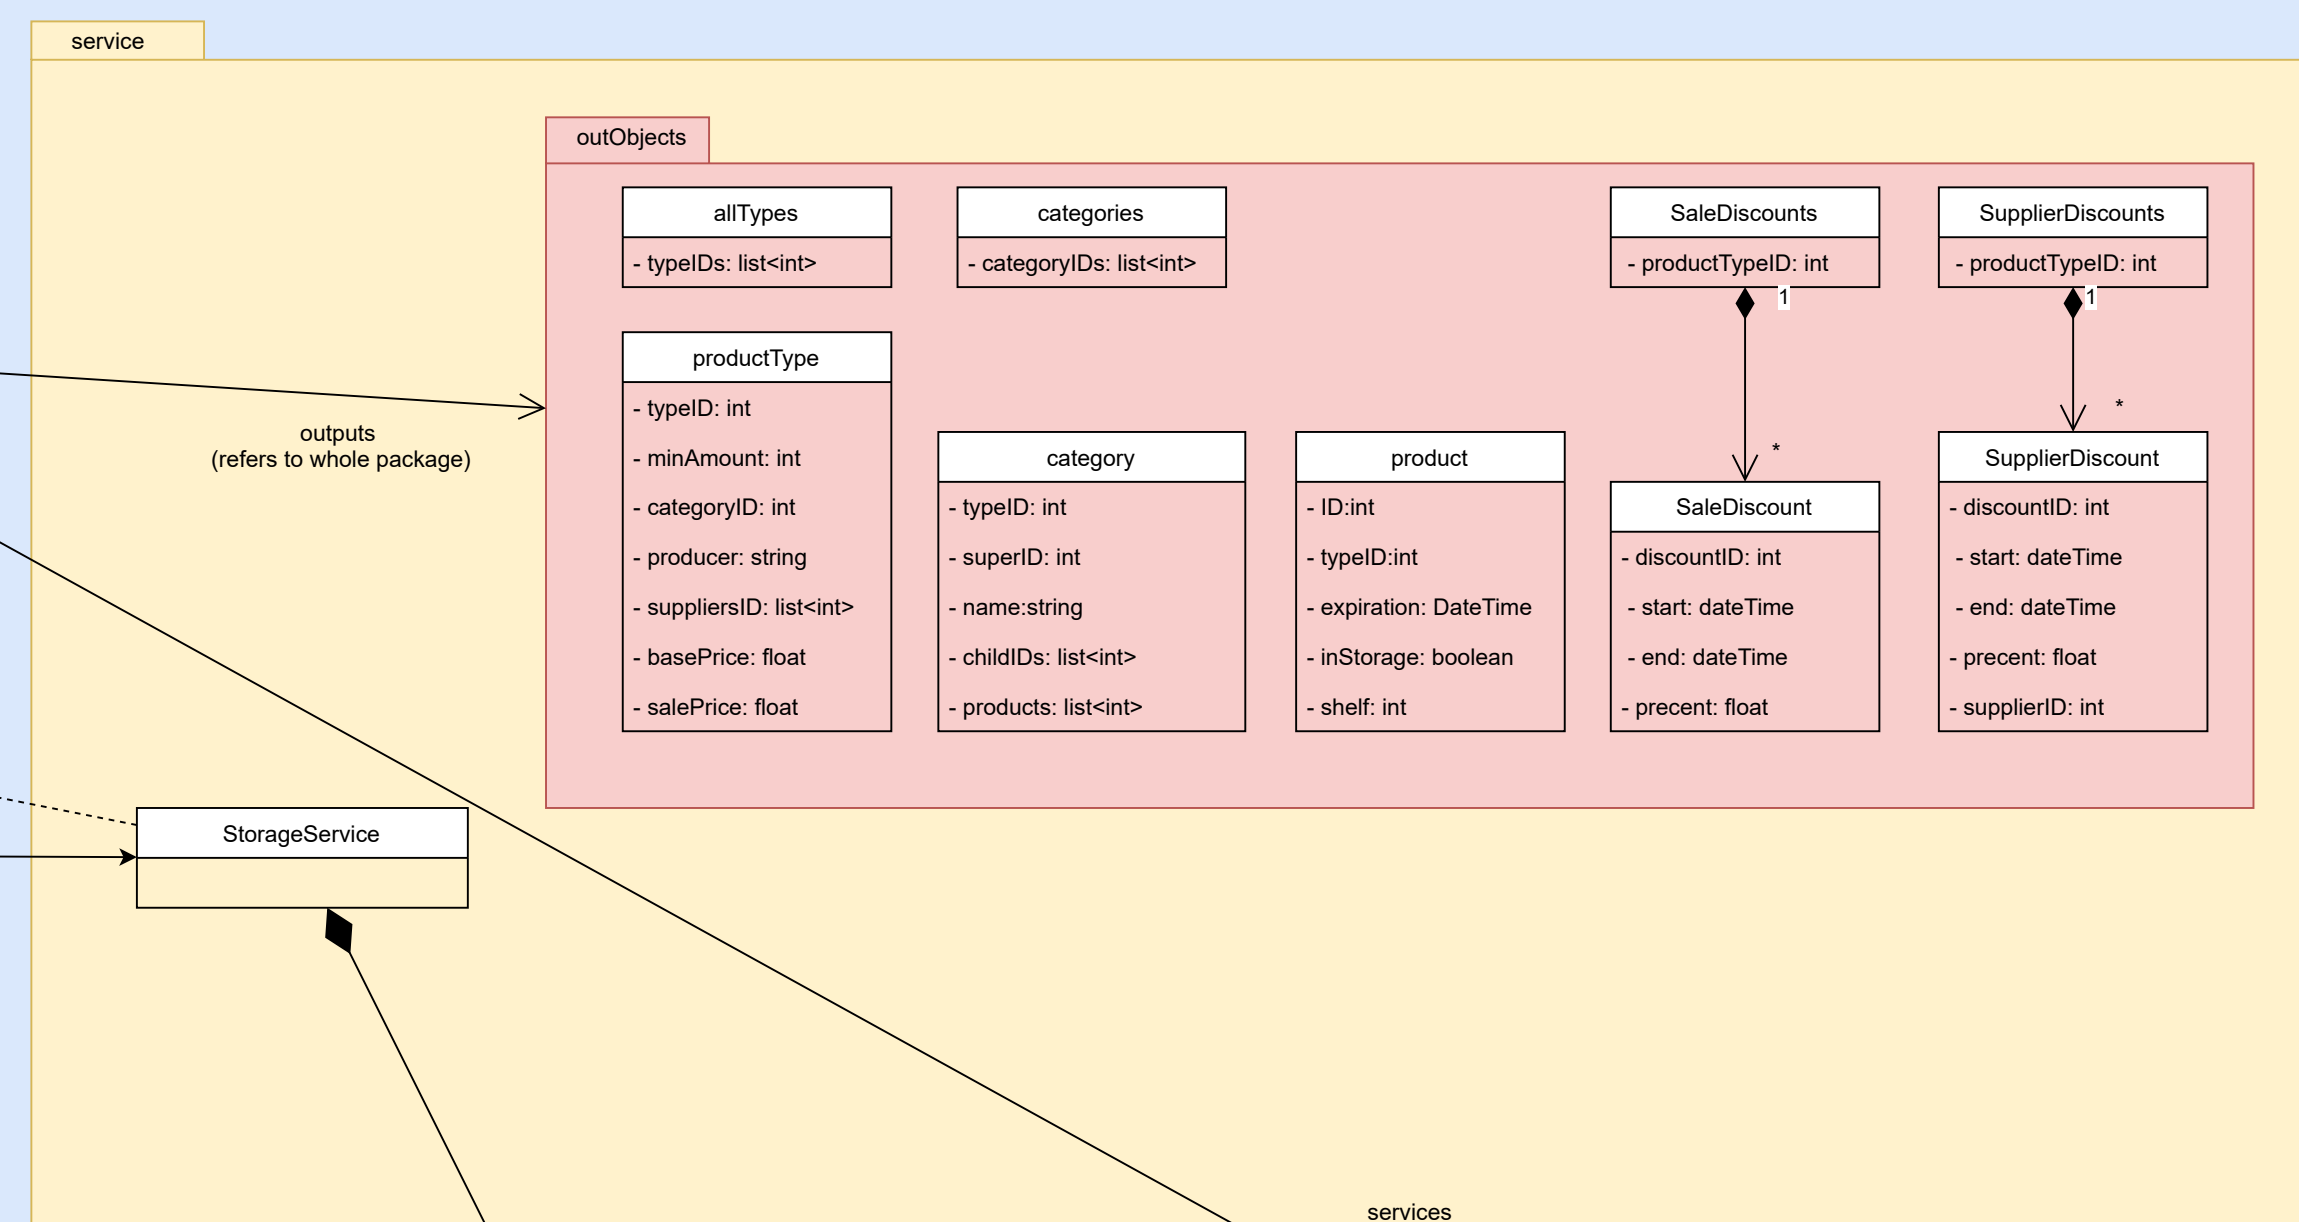 service
outObjects
allTypes
- typeIDs: list<int>
categories
- categoryIDs: list<int>
SaleDiscounts
- productTypeID: int
1
*
SupplierDiscounts
- productTypeID: int
1
*
outputs
(refers to whole package)
productType
- typeID: int
- minAmount: int
- categoryID: int
- producer: string
- suppliersID: list<int>
- basePrice: float
- salePrice: float
category
- typeID: int
- superID: int
- name:string
- childIDs: list<int>
- products: list<int>
product
- ID:int
- typeID:int
- expiration: DateTime
- inStorage: boolean
- shelf: int
SaleDiscount
- discountID: int
- start: dateTime
- end: dateTime
- precent: float
SupplierDiscount
- discountID: int
- start: dateTime
- end: dateTime
- precent: float
- supplierID: int
StorageService
services